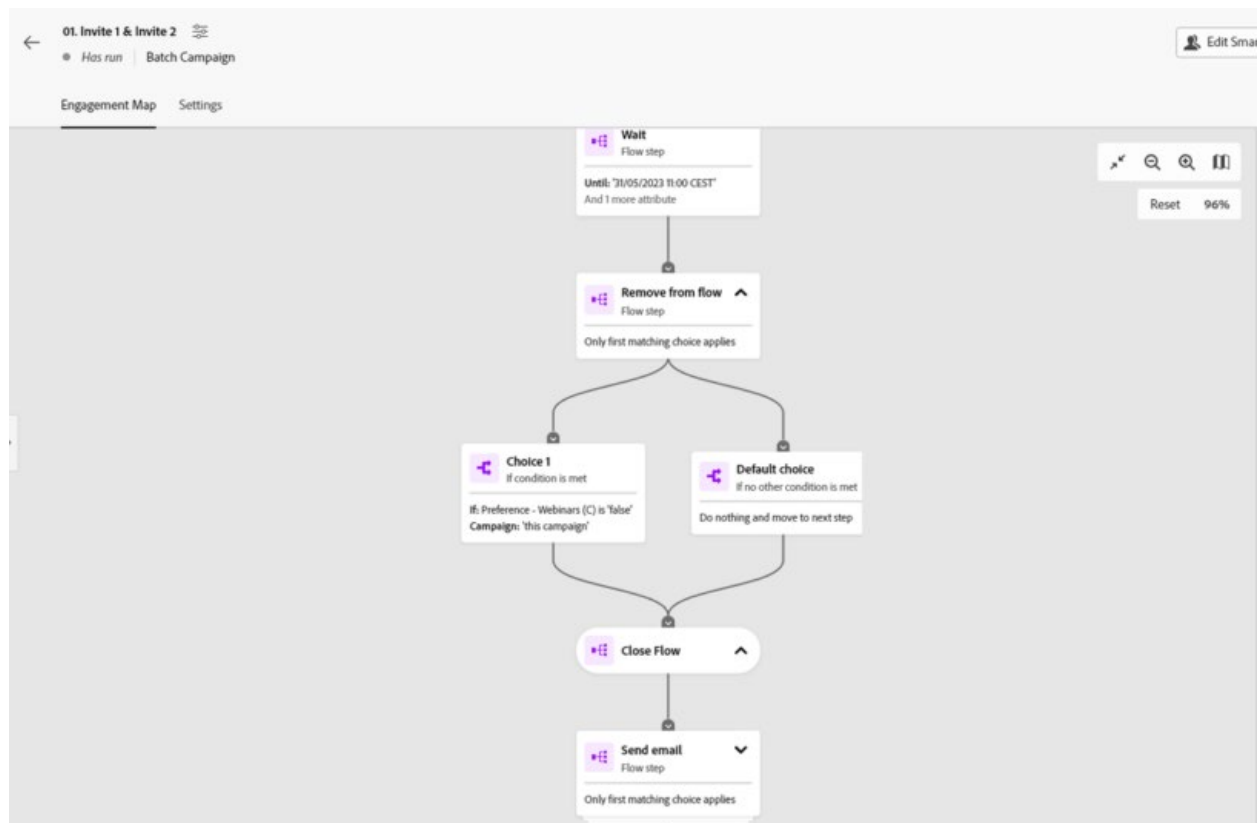 01. Invite 1 & Invite 2
Has run
Batch Campaign
Edit Smar
Engagement Map
Settings
Wait
Flow step
Until: '31/05/2023 11:00 CEST'
And 1 more attribute
Reset
96%
Remove from flow
Flow step
Only first matching choice applies
Choice 1
If condition is met
If: Preference - Webinars (C) is 'false'
Campaign: 'this campaign'
Default choice
If no other condition is met
Do nothing and move to next step
Close Flow
Send email
Flow step
Only first matching choice applies